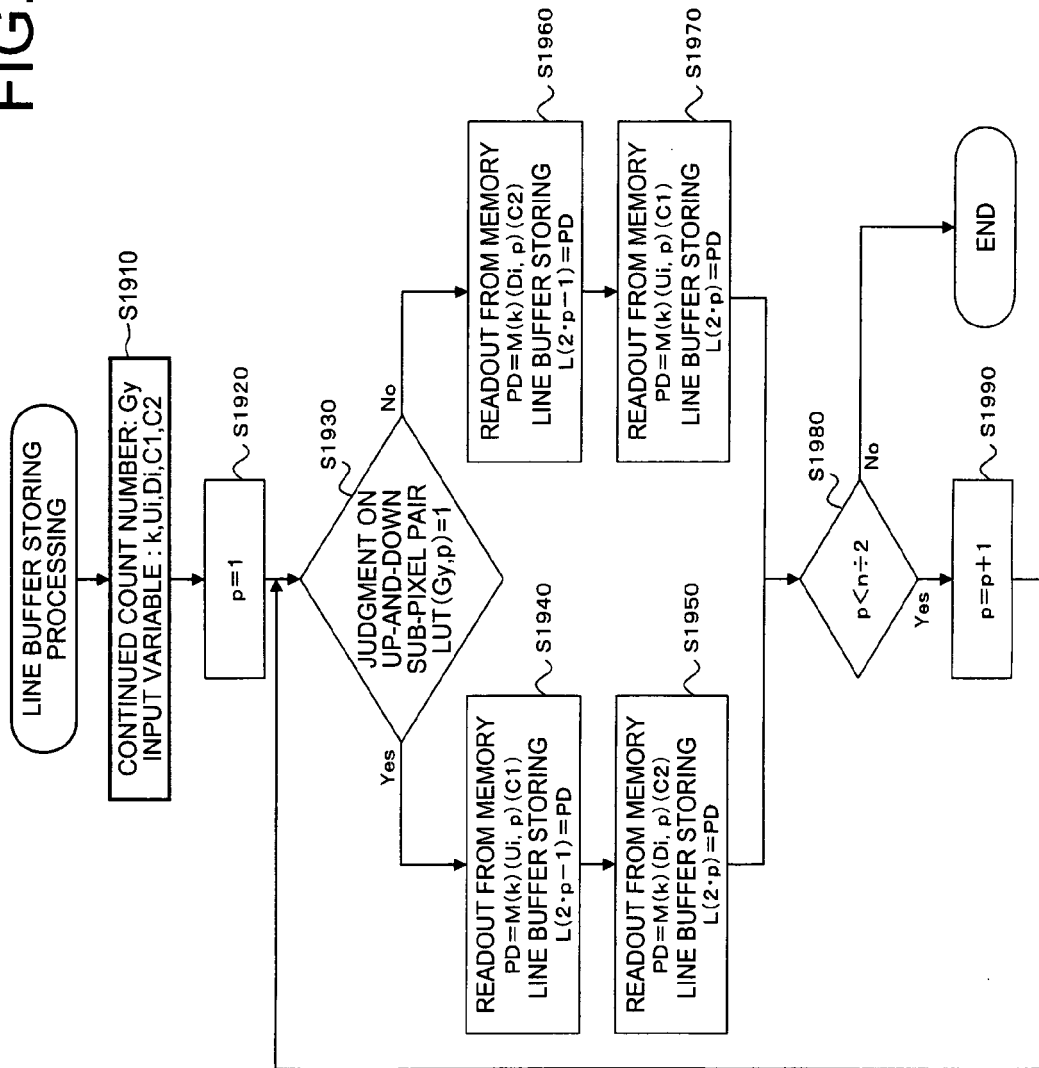 FIG.
LINE BUFFER STORING
PROCESSING
S1910
CONTINUED COUNT NUMBER: Gy
INPUT VARIABLE : k,Ui,Di,C1,C2
S1920
p=1
S1930
JUDGMENT ON
UP-AND-DOWN
SUB-PIXEL PAIR
LUT(Gy,p)=1
Yes
No
S1940
READOUT FROM MEMORY
PD=M(k)(Ui, p)(C1)
LINE BUFFER STORING
L(2·p−1)=PD
S1950
READOUT FROM MEMORY
PD=M(k)(Di, p)(C2)
LINE BUFFER STORING
L(2·p)=PD
S1960
READOUT FROM MEMORY
PD=M(k)(Di, p)(C2)
LINE BUFFER STORING
L(2·p−1)=PD
S1970
READOUT FROM MEMORY
PD=M(k)(Ui, p)(C1)
LINE BUFFER STORING
L(2·p)=PD
S1980
p<n÷2
No
Yes
S1990
p=p+1
END